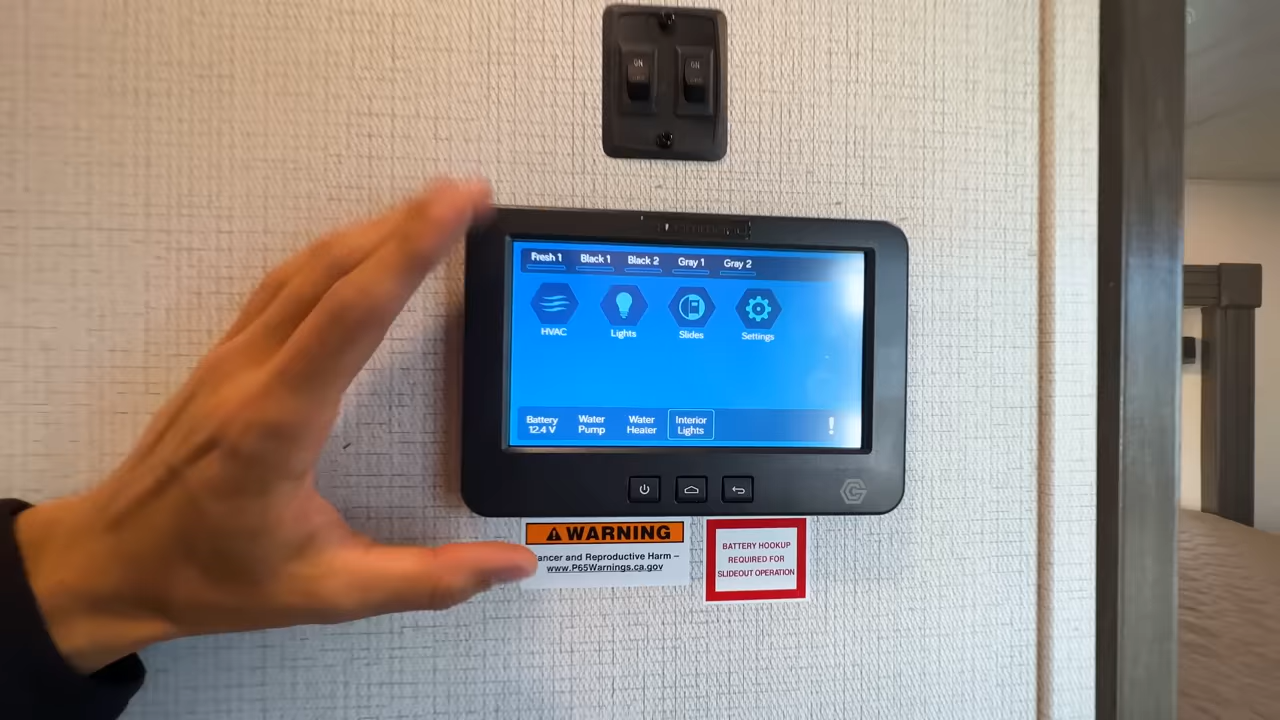 ON ON
Fresh 1 Black 1 Black 2 Gray 1 Gray 2
HVAC Lights Slides Settings
Battery
12.4 V
Water
Pump
Water
Heater
Interior
Lights
!
WARNING
ancer and Reproductive Harm –
www.P65Warnings.ca.gov
BATTERY HOOKUP
REQUIRED FOR
SLIDEOUT OPERATION